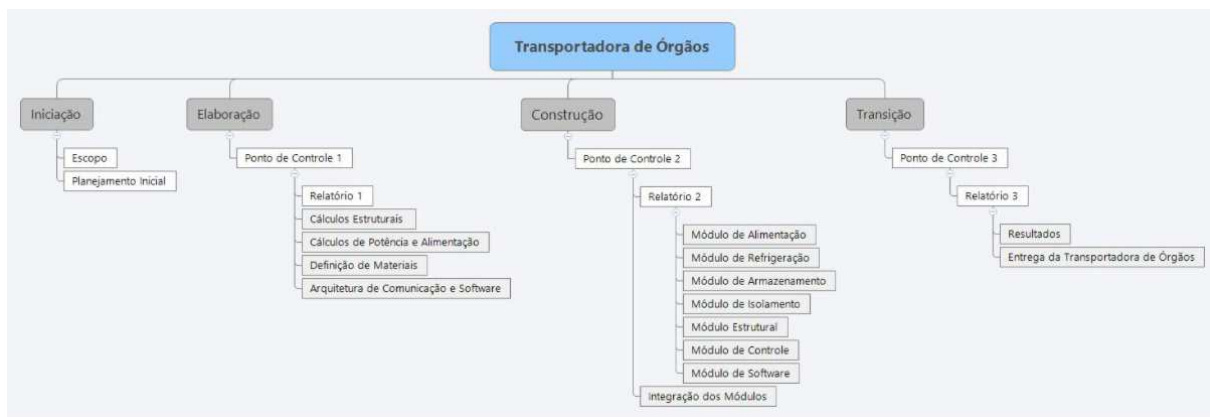 Transportadora de Órgãos
Iniciação
Escopo
Planejamento Inicial
Elaboração
Ponto de Controle 1
Relatório 1
Cálculos Estruturais
Cálculos de Potência e Alimentação
Definição de Materiais
Arquitetura de Comunicação e Software
Construção
Ponto de Controle 2
Relatório 2
Módulo de Alimentação
Módulo de Refrigeração
Módulo de Armazenamento
Módulo de Isolamento
Módulo Estrutural
Módulo de Controle
Módulo de Software
Integração dos Módulos
Transição
Ponto de Controle 3
Relatório 3
Resultados
Entrega da Transportadora de Órgãos